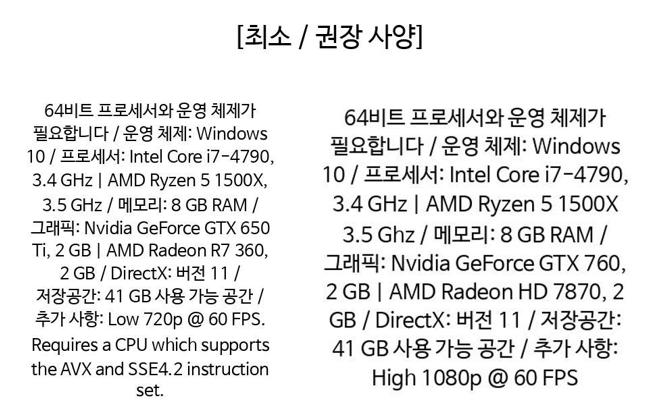 [최소 / 권장 사양]
64비트 프로세서와 운영 체제가
필요합니다 / 운영 체제: Windows
10 / 프로세서: Intel Core i7-4790,
3.4 GHz | AMD Ryzen 5 1500X,
3.5 GHz / 메모리: 8 GB RAM /
그래픽: Nvidia GeForce GTX 650
Ti, 2 GB | AMD Radeon R7 360,
2 GB / DirectX: 버전 11 /
저장공간: 41 GB 사용 가능 공간 /
추가 사항: Low 720p @ 60 FPS.
Requires a CPU which supports
the AVX and SSE4.2 instruction
set.
64비트 프로세서와 운영 체제가
필요합니다 / 운영 체제: Windows
10 / 프로세서: Intel Core i7-4790,
3.4 GHz | AMD Ryzen 5 1500X
3.5 Ghz / 메모리: 8 GB RAM /
그래픽: Nvidia GeForce GTX 760,
2 GB | AMD Radeon HD 7870, 2
GB / DirectX: 버전 11 / 저장공간:
41 GB 사용 가능 공간 / 추가 사항:
High 1080p @ 60 FPS